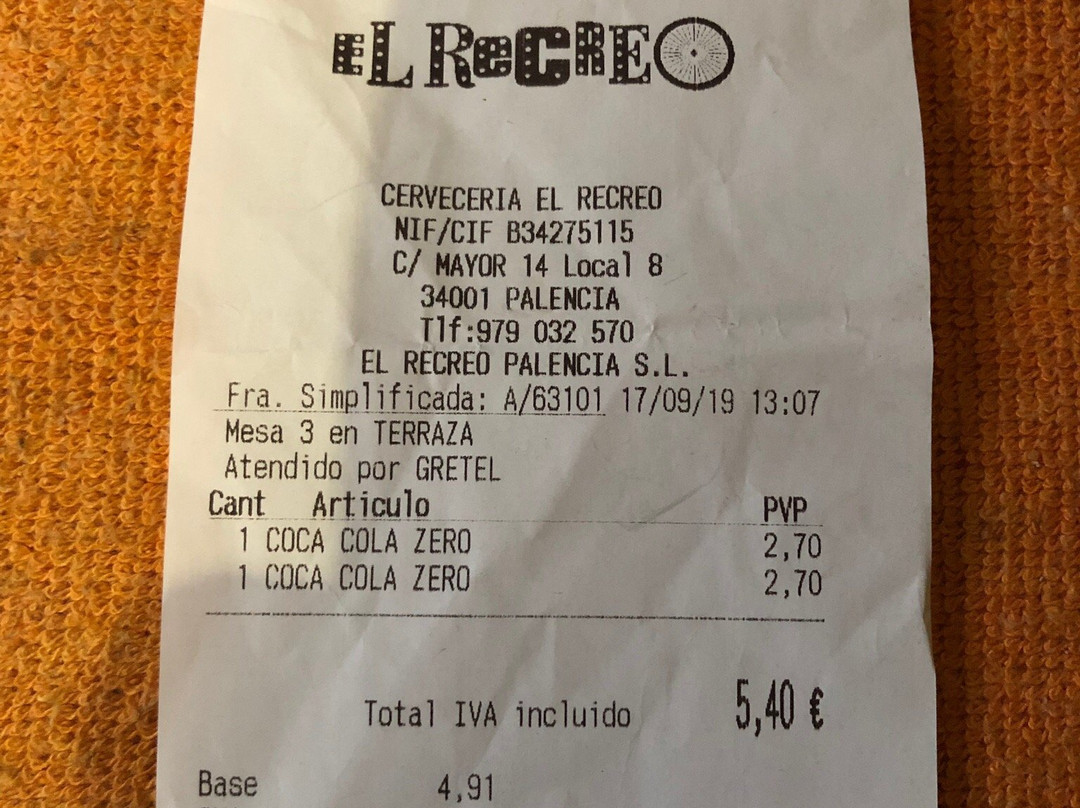 EL RECREO
CERVECERIA EL RECREO
NIF/CIF B34275115
C/ MAYOR 14 Local 8
34001 PALENCIA
Tlf:979 032 570
EL RECREO PALENCIA S.L.
Fra. Simplificada: A/63101 17/09/19 13:07
Mesa 3 en TERRAZA
Atendido por GRETEL
Cant Articulo PVP
1 COCA COLA ZERO 2,70
1 COCA COLA ZERO 2,70
Total IVA incluido 5,40 €
Base 4,91